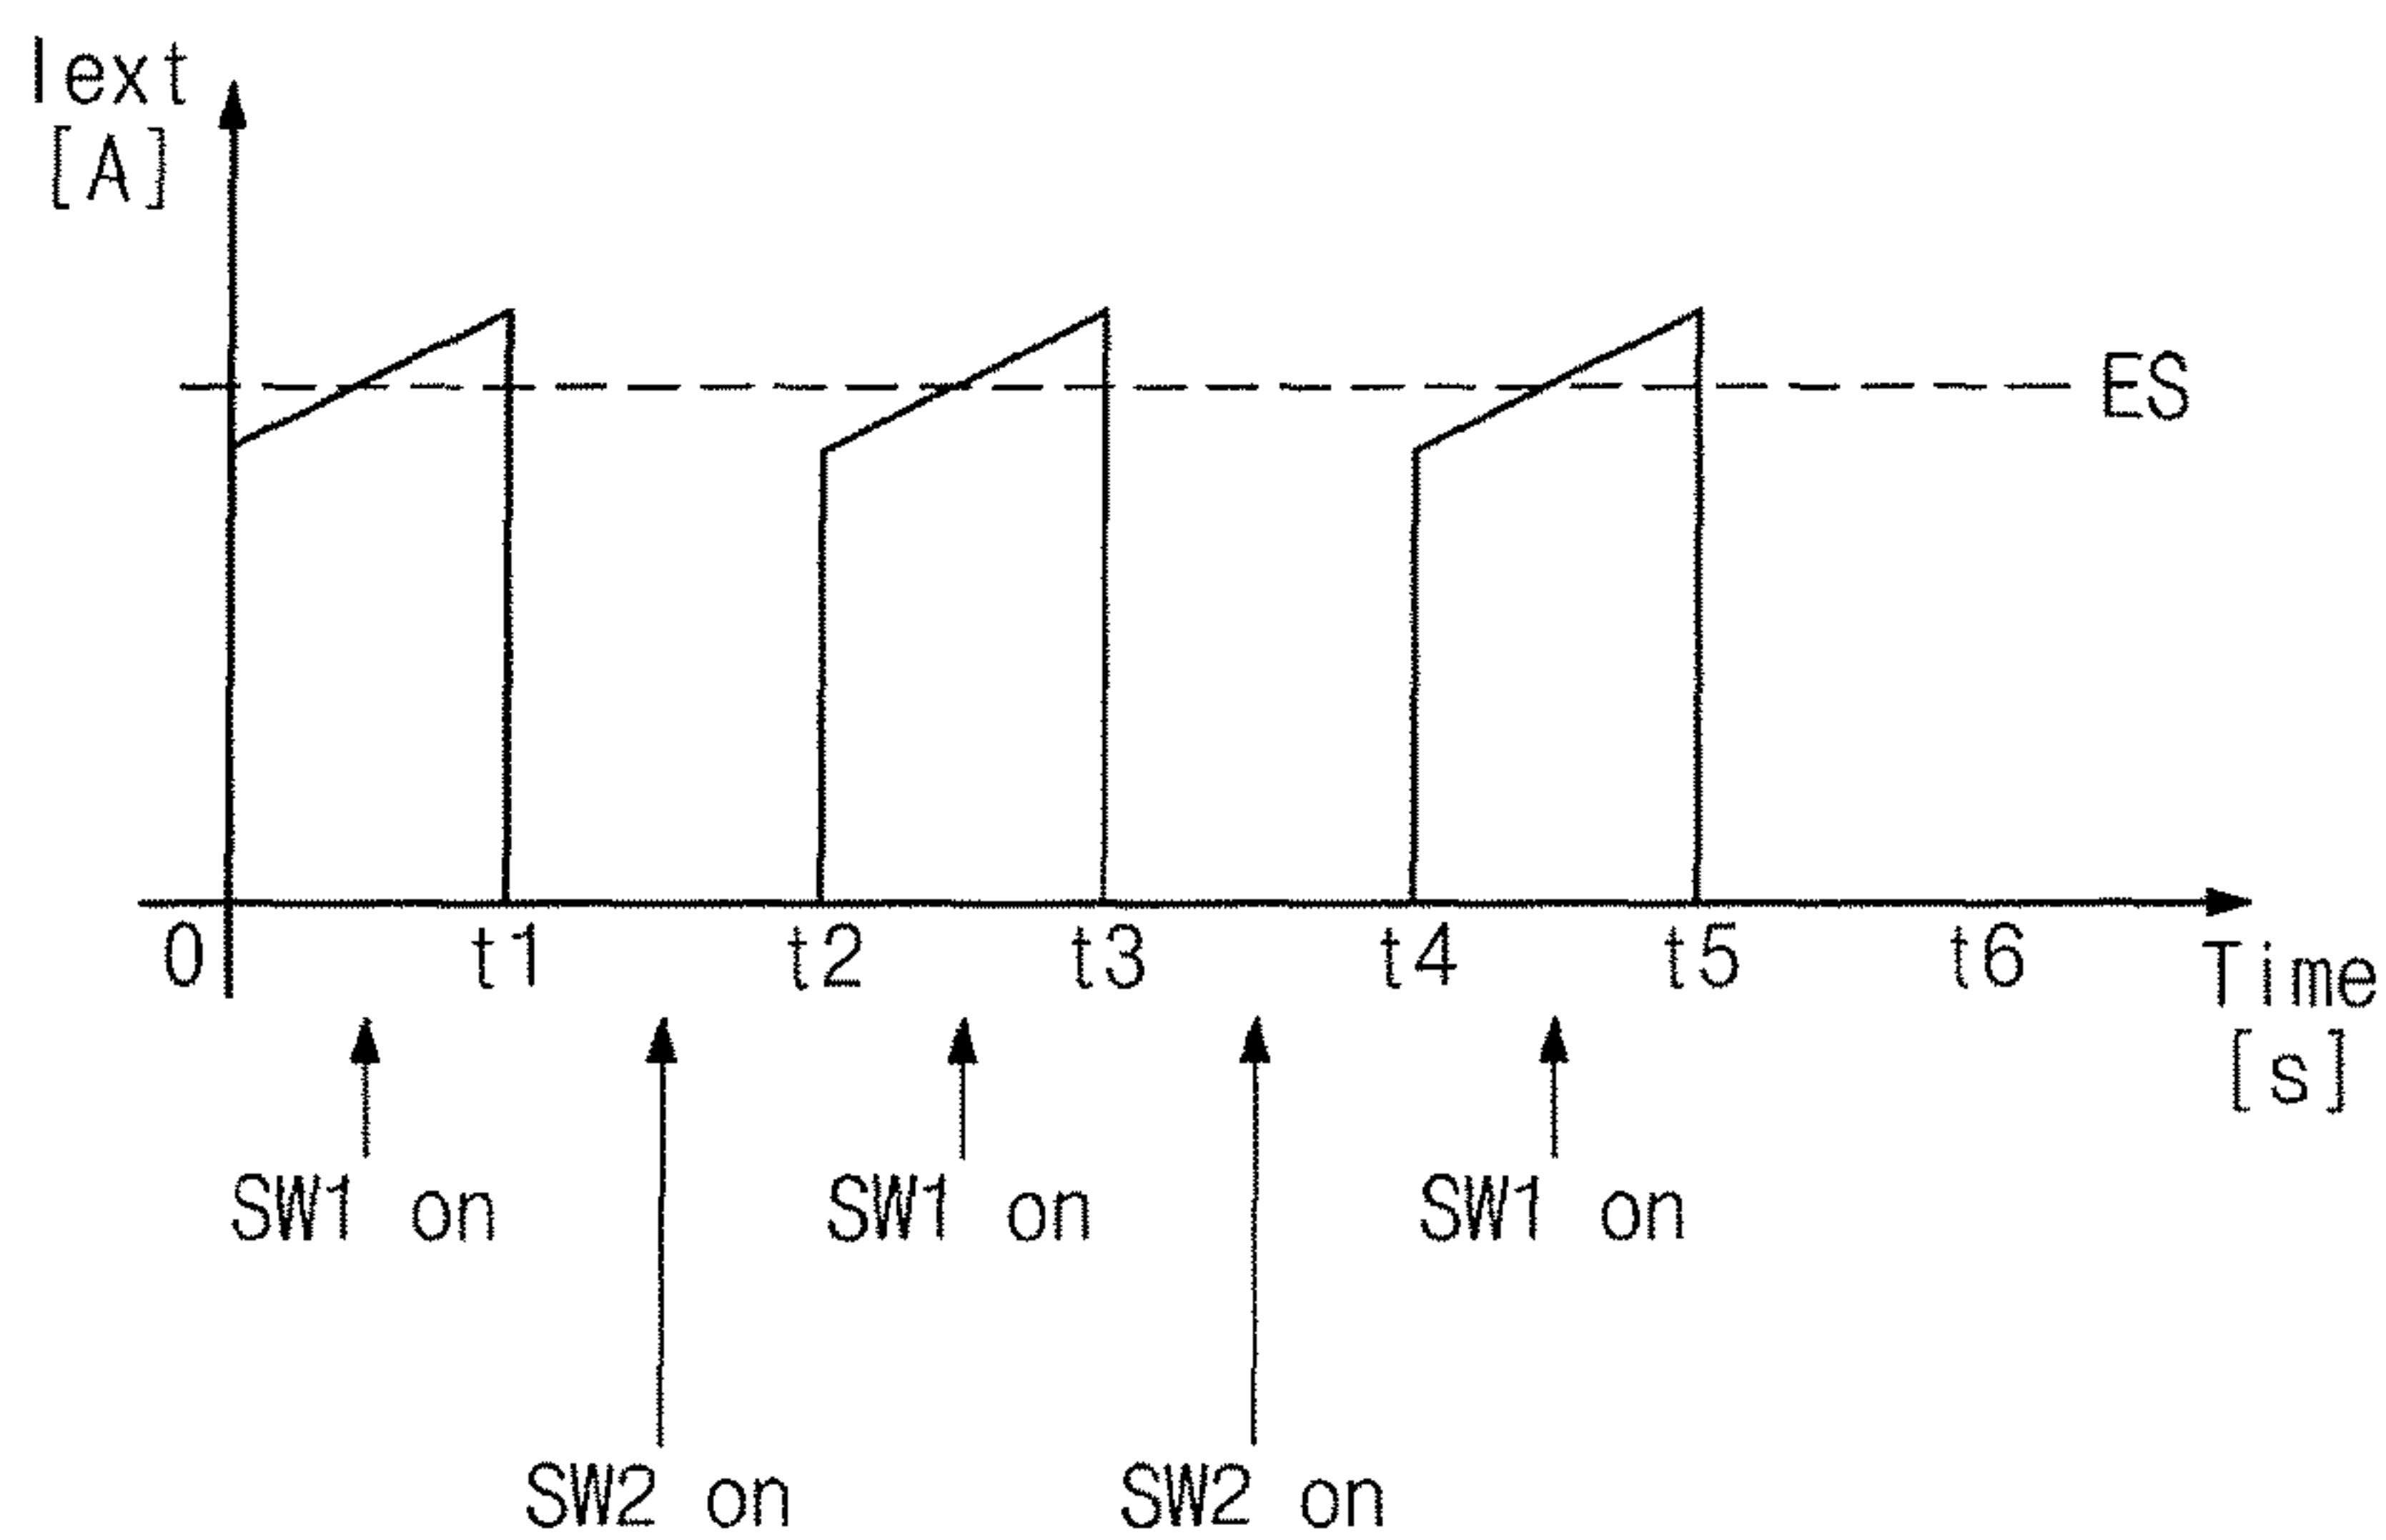 Iext
[A]
ES
0 t1 t2 t3 t4 t5 t6 Time
[s]
SW1 on SW1 on SW1 on
SW2 on SW2 on